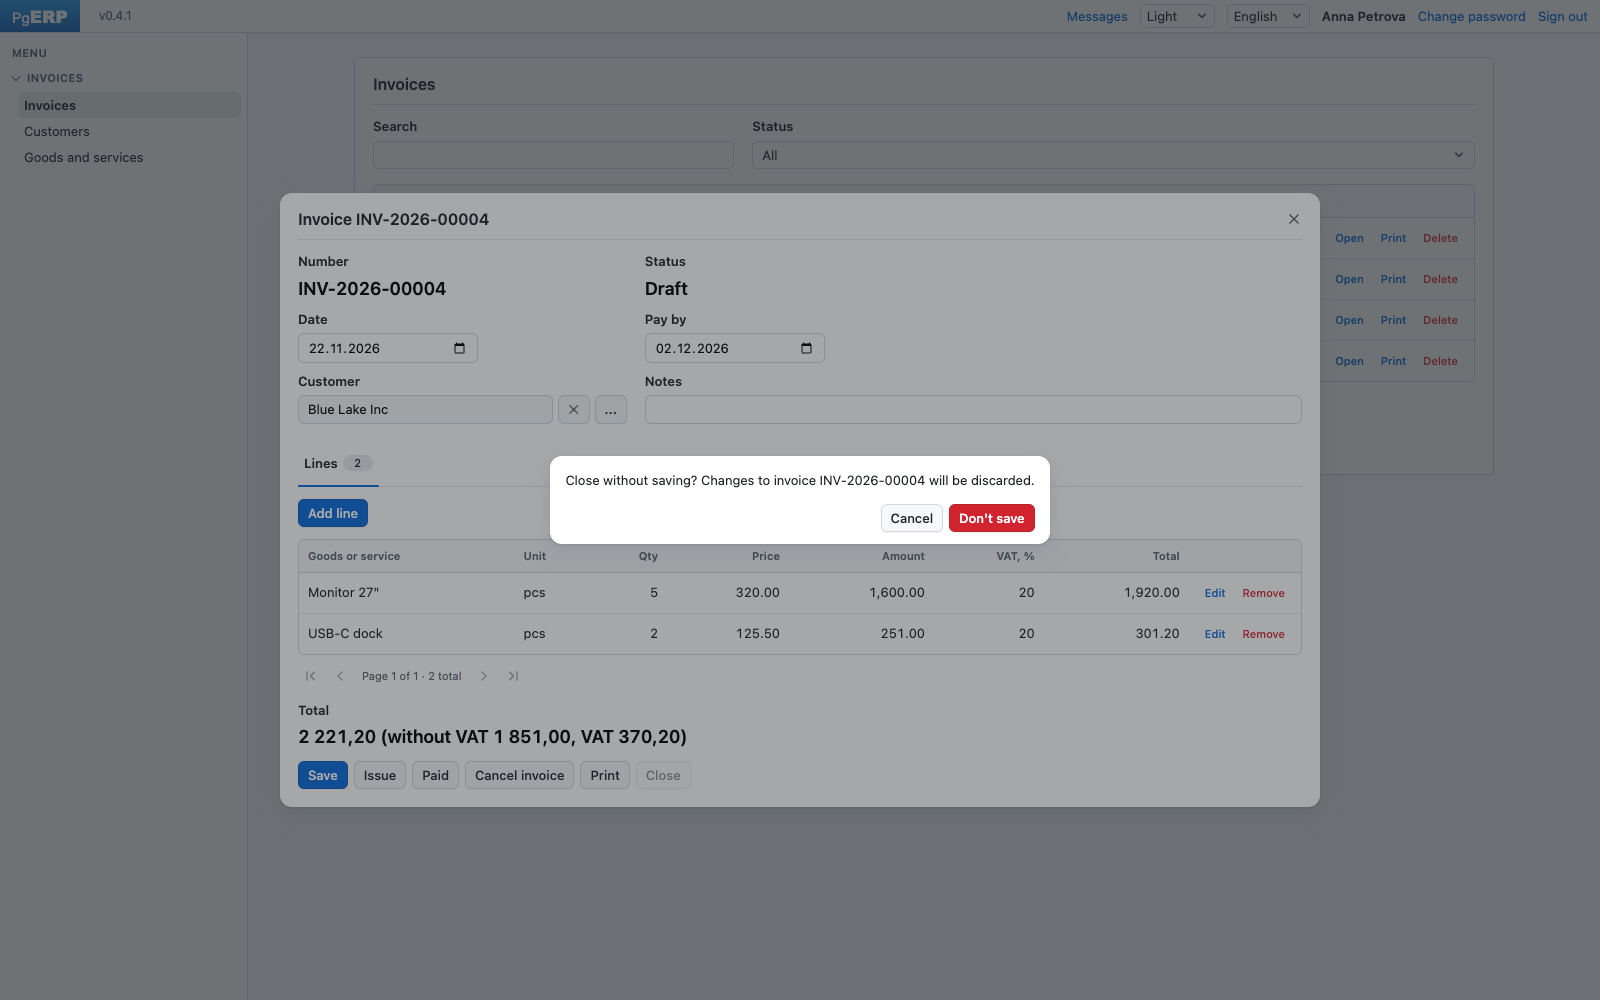 PgERP v0.4.1 Messages Light English Anna Petrova Change password Sign out
MENU
INVOICES
Invoices
Customers
Goods and services
Invoices
Search Status
All
Open Print Delete
Open Print Delete
Open Print Delete
Open Print Delete
Invoice INV-2026-00004
Number Status
INV-2026-00004 Draft
Date Pay by
22.11.2026 02.12.2026
Customer Notes
Blue Lake Inc ...
Lines 2
Close without saving? Changes to invoice INV-2026-00004 will be discarded.
Cancel Don't save
Add line
Goods or service Unit Qty Price Amount VAT, % Total
Monitor 27" pcs 5 320.00 1,600.00 20 1,920.00 Edit Remove
USB-C dock pcs 2 125.50 251.00 20 301.20 Edit Remove
Page 1 of 1 · 2 total
Total
2 221,20 (without VAT 1 851,00, VAT 370,20)
Save Issue Paid Cancel invoice Print Close